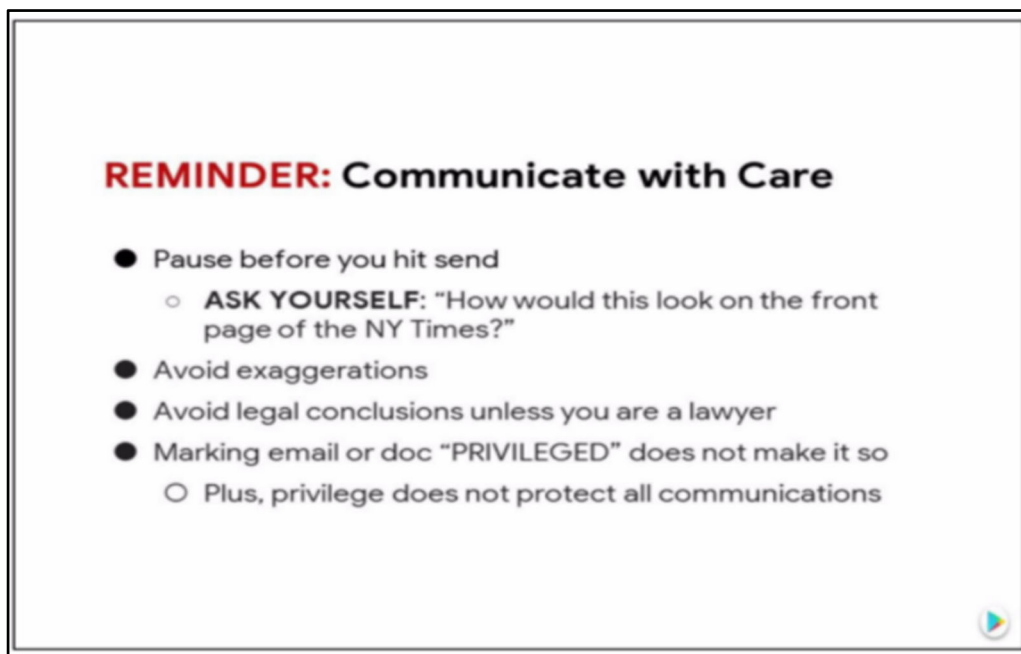 REMINDER: Communicate with Care
● Pause before you hit send
○ ASK YOURSELF: “How would this look on the front
page of the NY Times?”
● Avoid exaggerations
● Avoid legal conclusions unless you are a lawyer
● Marking email or doc “PRIVILEGED” does not make it so
○ Plus, privilege does not protect all communications